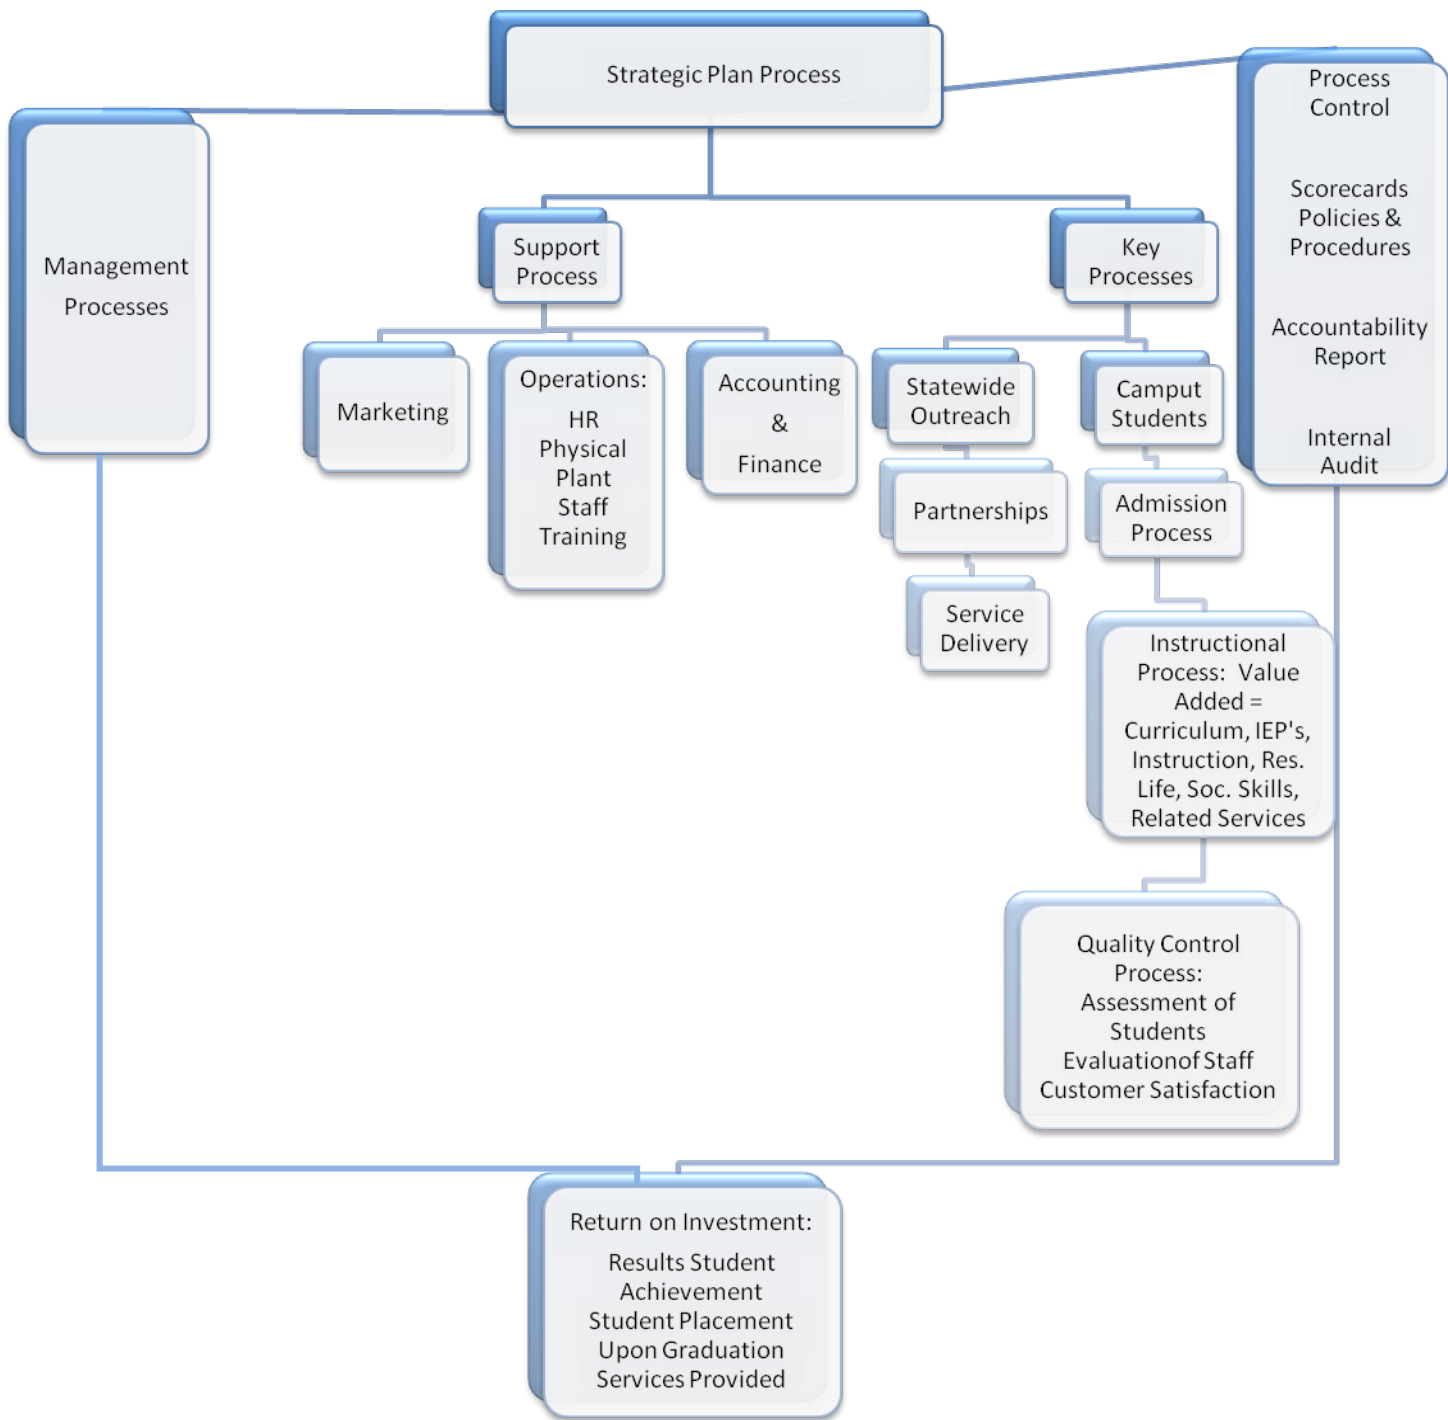 Strategic Plan Process
Process
Control
Scorecards
Policies &
Procedures
Accountability
Report
Internal
Audit
Management
Processes
Support
Process
Key
Processes
Marketing
Operations:
HR
Physical
Plant
Staff
Training
Accounting
&
Finance
Statewide
Outreach
Camput
Students
Partnerships
Admission
Process
Service
Delivery
Instructional
Process:  Value
Added =
Curriculum, IEP's,
Instruction, Res.
Life, Soc. Skills,
Related Services
Quality Control
Process:
Assessment of
Students
Evaluationof Staff
Customer Satisfaction
Return on Investment:
Results Student
Achievement
Student Placement
Upon Graduation
Services Provided